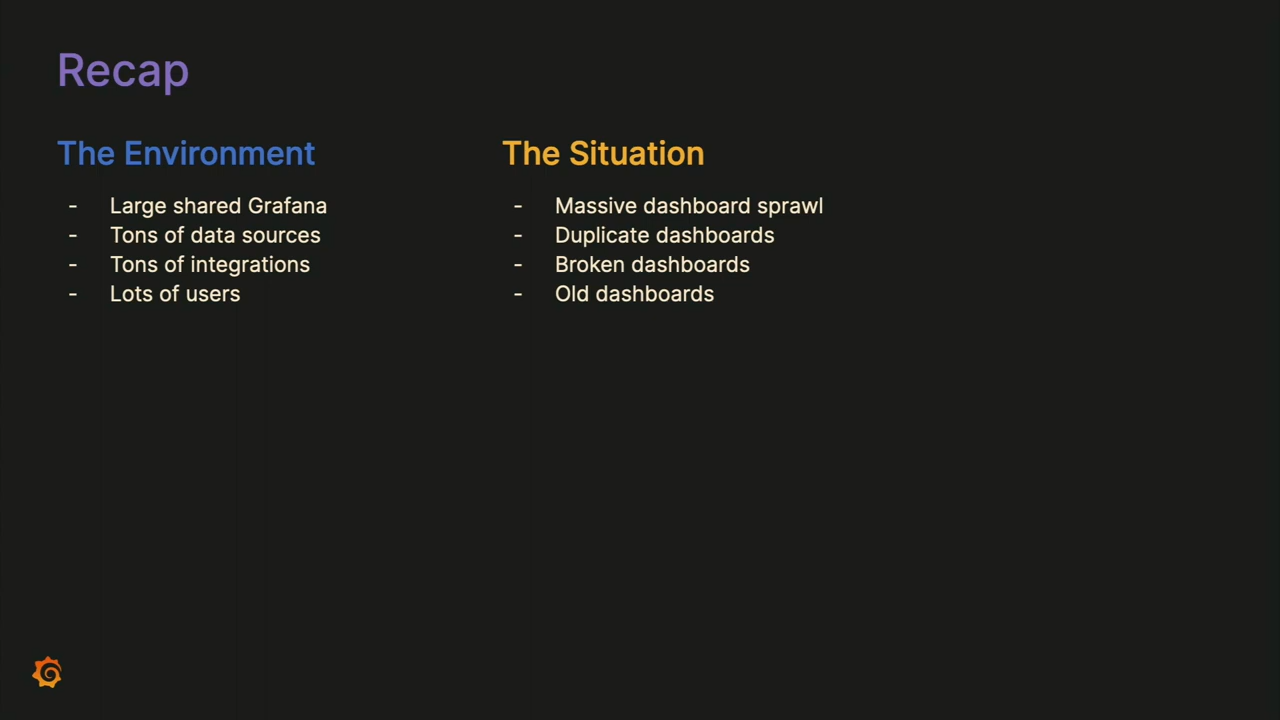 Recap
The Environment
- Large shared Grafana
- Tons of data sources
- Tons of integrations
- Lots of users
The Situation
- Massive dashboard sprawl
- Duplicate dashboards
- Broken dashboards
- Old dashboards